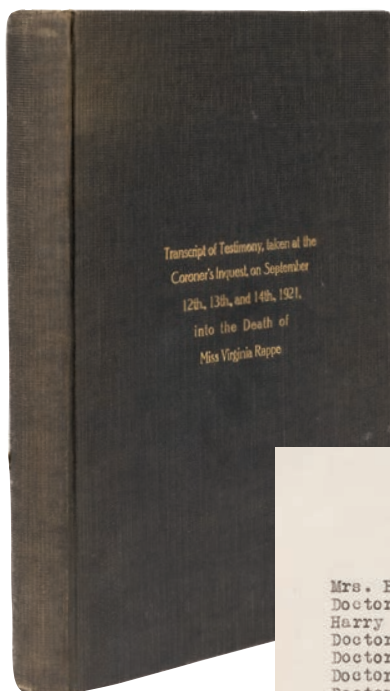 Transcript of Testimony, taken at the
Coroner's Inquest, on September
12th., 13th., and 14th., 1921,
into the Death of
Miss Virginia Rappe
Mrs.
Doctor
Harry
Doctor
Doctor
Doctor